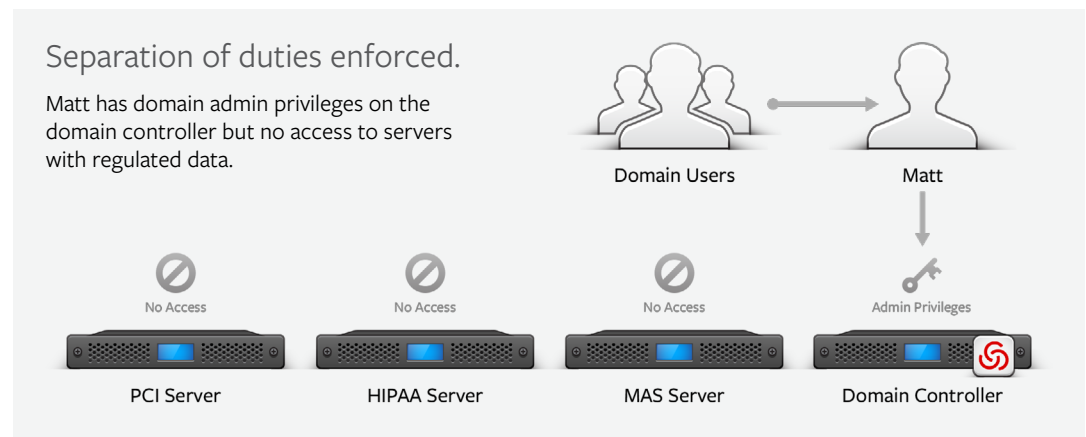 Separation of duties enforced.
Matt has domain admin privileges on the
domain controller but no access to servers
with regulated data.
Domain Users
Matt
No Access
No Access
No Access
Admin Privileges
PCI Server
HIPAA Server
MAS Server
Domain Controller